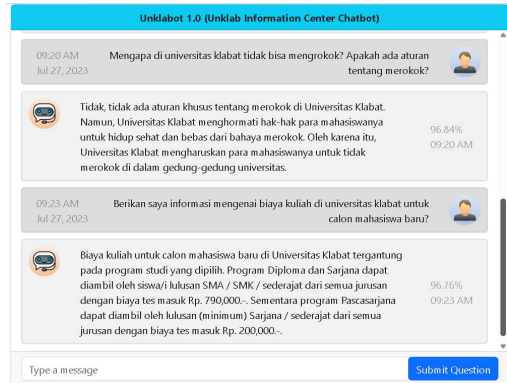 Unklabot 1.0 (Unklab Information Center Chatbot)
09:20 AM
Jul 27, 2023
Mengapa di universitas klabat tidak bisa mengrokok? Apakah ada aturan
tentang merokok?
Tidak, tidak ada aturan khusus tentang merokok di Universitas Klabat.
Namun, Universitas Klabat menghormati hak-hak para mahasiswanya
untuk hidup sehat dan bebas dari bahaya merokok. Oleh karena itu,
Universitas Klabat mengharuskan para mahasiswanya untuk tidak
merokok di dalam gedung-gedung universitas.
96.84%
09:20 AM
09:23 AM
Jul 27, 2023
Berikan saya informasi mengenai biaya kuliah di universitas klabat untuk
calon mahasiswa baru?
Biaya kuliah untuk calon mahasiswa baru di Universitas Klabat tergantung
pada program studi yang dipilih. Program Diploma dan Sarjana dapat
diambil oleh siswa/i lulusan SMA / SMK / sederajat dari semua jurusan
dengan biaya tes masuk Rp. 790,000.-. Sementara program Pascasarjana
dapat diambil oleh lulusan (minimum) Sarjana / sederajat dari semua
jurusan dengan biaya tes masuk Rp. 200,000.-.
96.76%
09:23 AM
Type a message
Submit Question